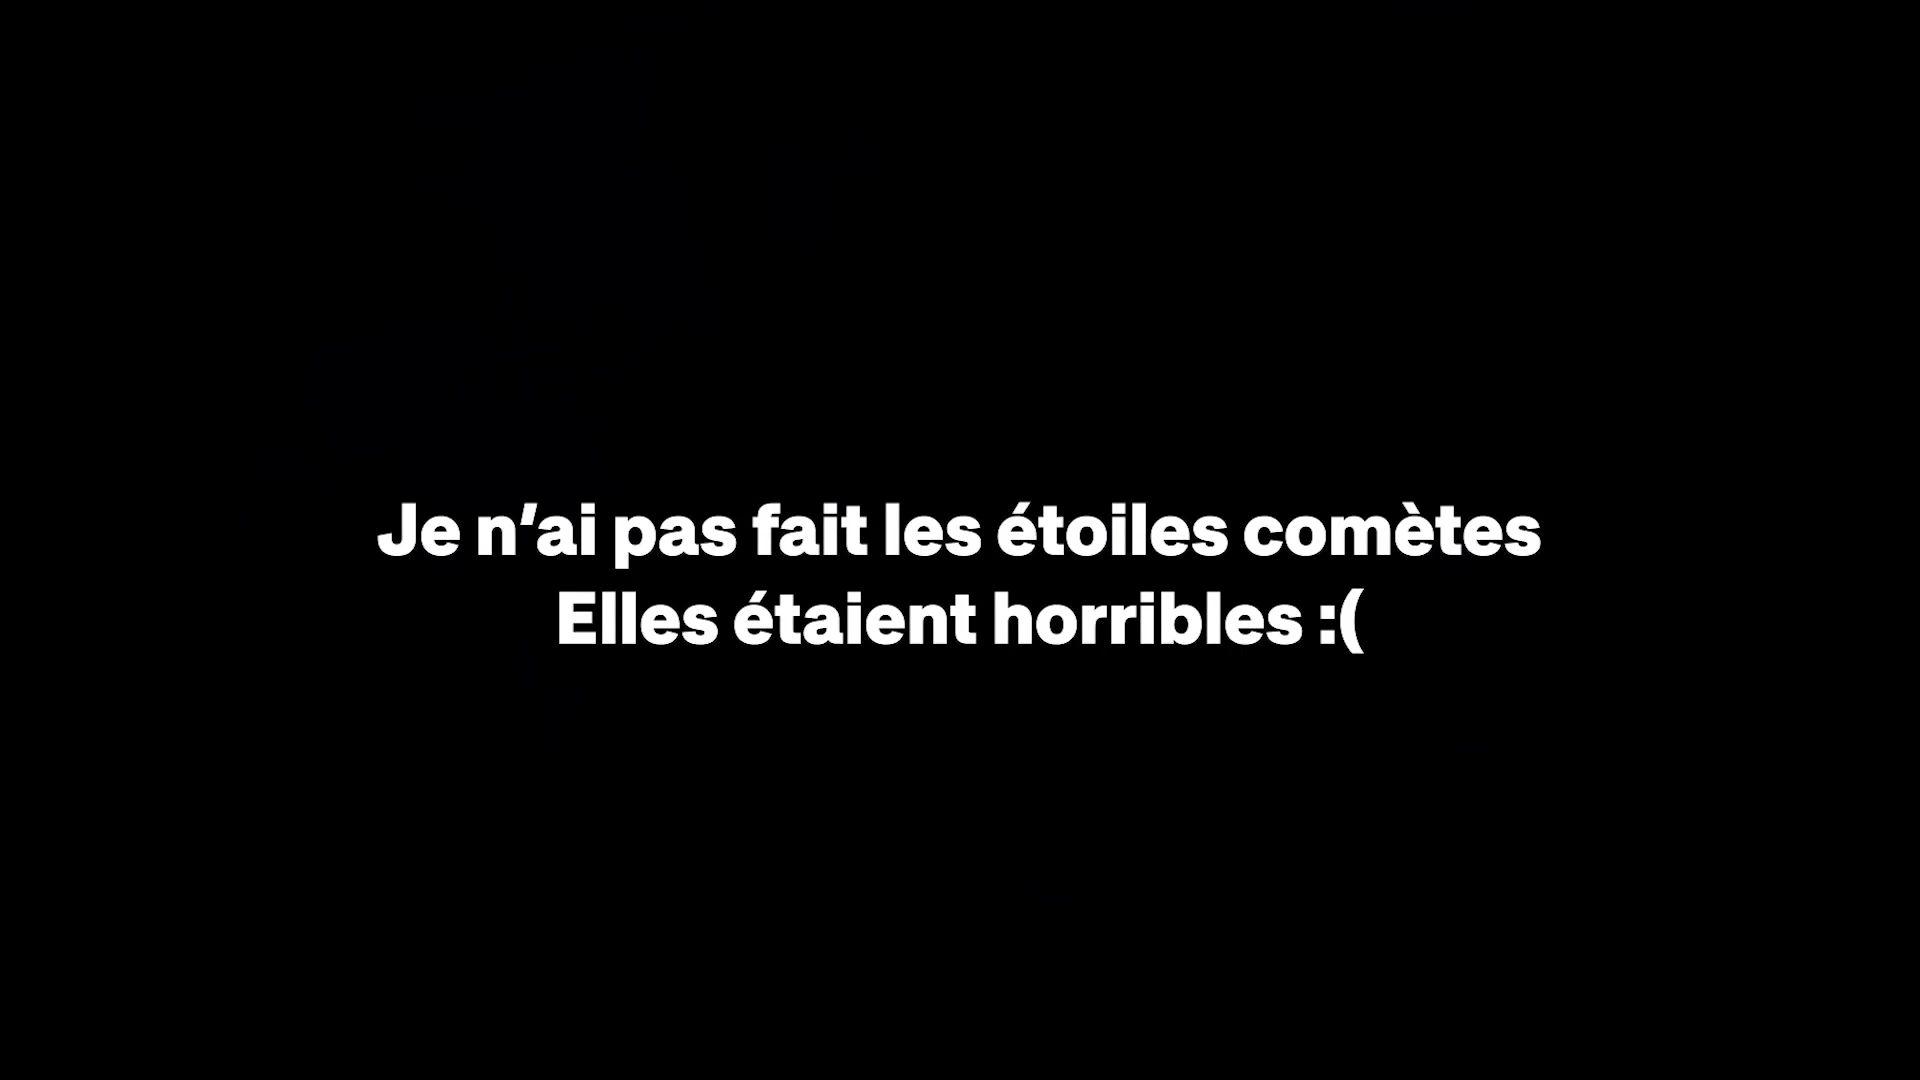 Je n’ai pas fait les étoiles comètes
Elles étaient horribles :(